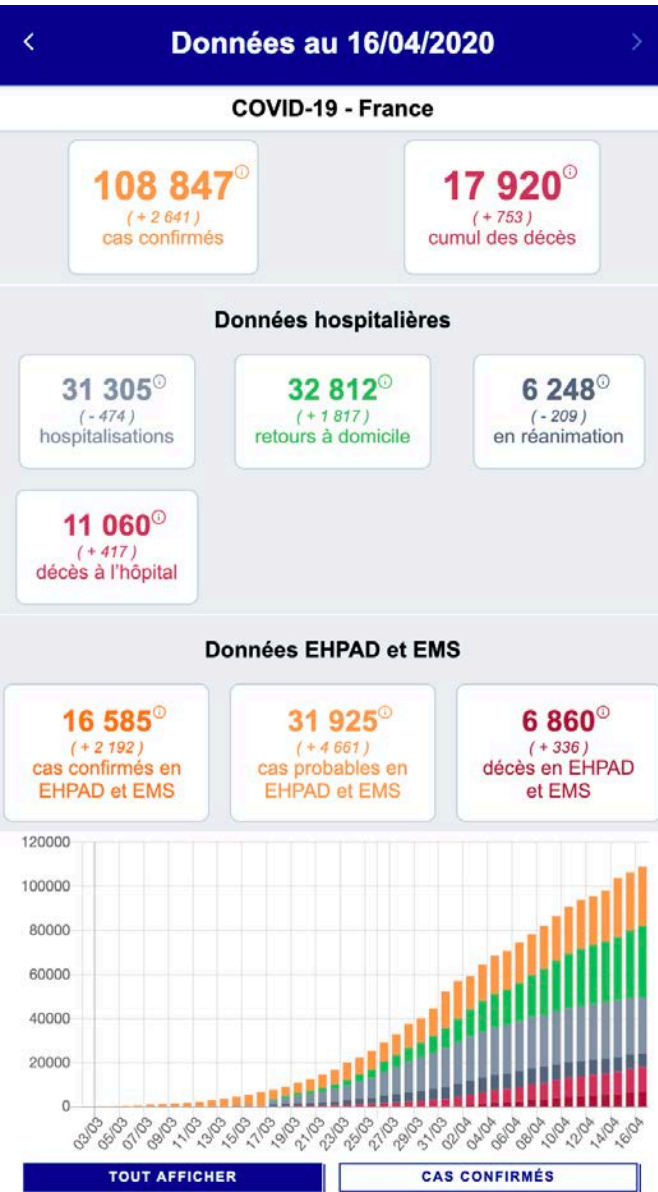 Données au 16/04/2020
COVID-19 - France
108 847
17 920
( + 2 641 )
( + 753 )
cas confirmés
cumul des décès
Données hospitalières
31 305
32 812
6 248
( - 474 )
( + 1 817 )
( - 209 )
hospitalisations
retours à domicile
en réanimation
11 060
( + 417 )
décès à l'hôpital
Données EHPAD et EMS
16 585
31 925
6 860
( + 2 192 )
( + 4 661 )
( + 336 )
cas confirmés en
cas probables en
décès en EHPAD
EHPAD et EMS
EHPAD et EMS
et EMS
120000
100000
80000
60000
40000
20000
0
03/03
05/03
07/03
09/03
11/03
13/03
15/03
17/03
19/03
21/03
23/03
25/03
27/03
29/03
31/03
02/04
04/04
06/04
08/04
10/04
12/04
14/04
16/04
TOUT AFFICHER
CAS CONFIRMÉS